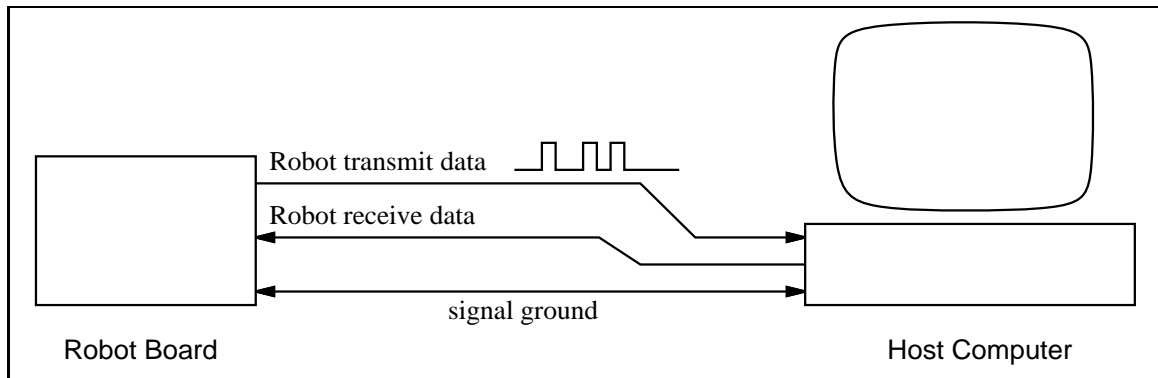 Robot transmit data
Robot receive data
signal ground
Robot Board
Host Computer